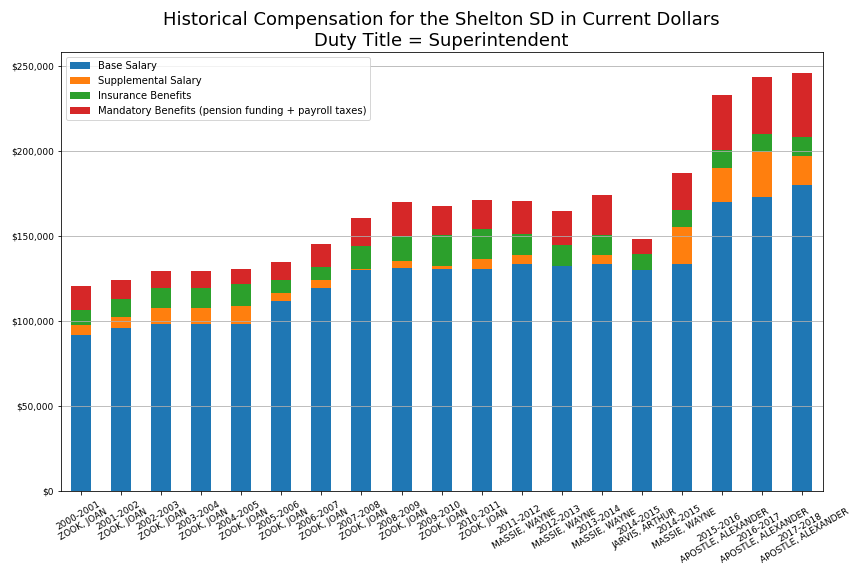 Historical Compensation for the Shelton SD in Current Dollars
Duty Title = Superintendent
Base Salary
Supplemental Salary
Insurance Benefits
Mandatory Benefits (pension funding + payroll taxes)
$250,000
$200,000
$150,000
$100,000
$50,000
$0
2000-2001
ZOOK, JOAN
2001-2002
ZOOK, JOAN
2002-2003
ZOOK, JOAN
2003-2004
ZOOK, JOAN
2004-2005
ZOOK, JOAN
2005-2006
ZOOK, JOAN
2006-2007
ZOOK, JOAN
2007-2008
ZOOK, JOAN
2008-2009
ZOOK, JOAN
2009-2010
ZOOK, JOAN
2010-2011
ZOOK, JOAN
2011-2012
MASSIE, WAYNE
2012-2013
MASSIE, WAYNE
2013-2014
MASSIE, WAYNE
2014-2015
JARVIS, ARTHUR
2014-2015
MASSIE, WAYNE
2015-2016
APOSTLE, ALEXANDER
2016-2017
APOSTLE, ALEXANDER
2017-2018
APOSTLE, ALEXANDER